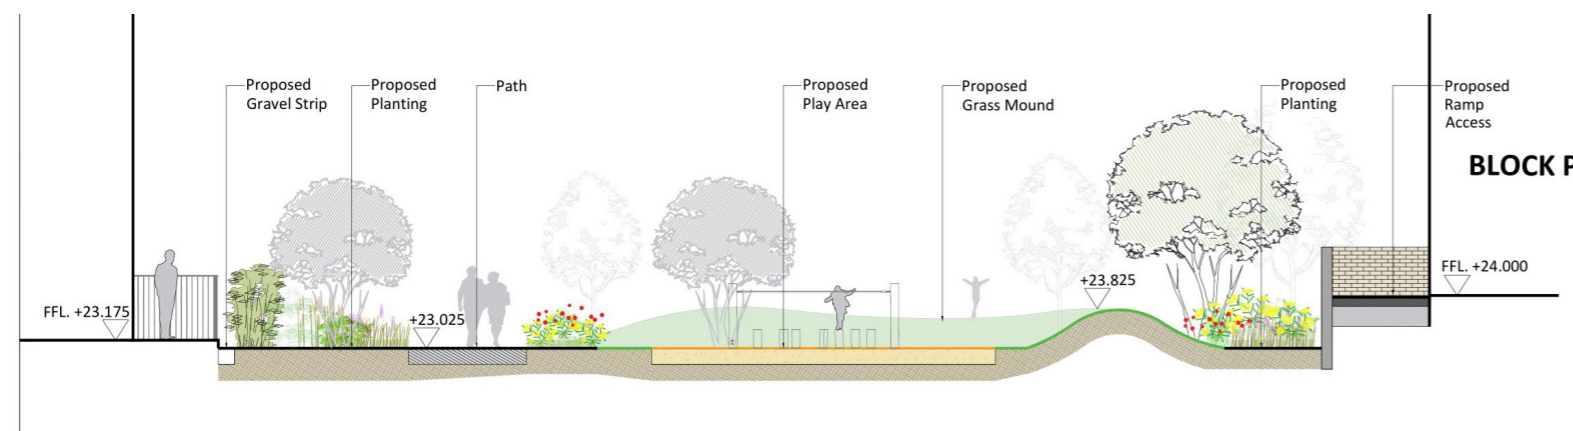 Proposed
Gravel Strip
Proposed
Planting
Path
Proposed
Play Area
Proposed
Grass Mound
Proposed
Planting
Proposed
Ramp
Access
BLOCK P
FFL. +23.175
+23.025
+23.825
FFL. +24.000